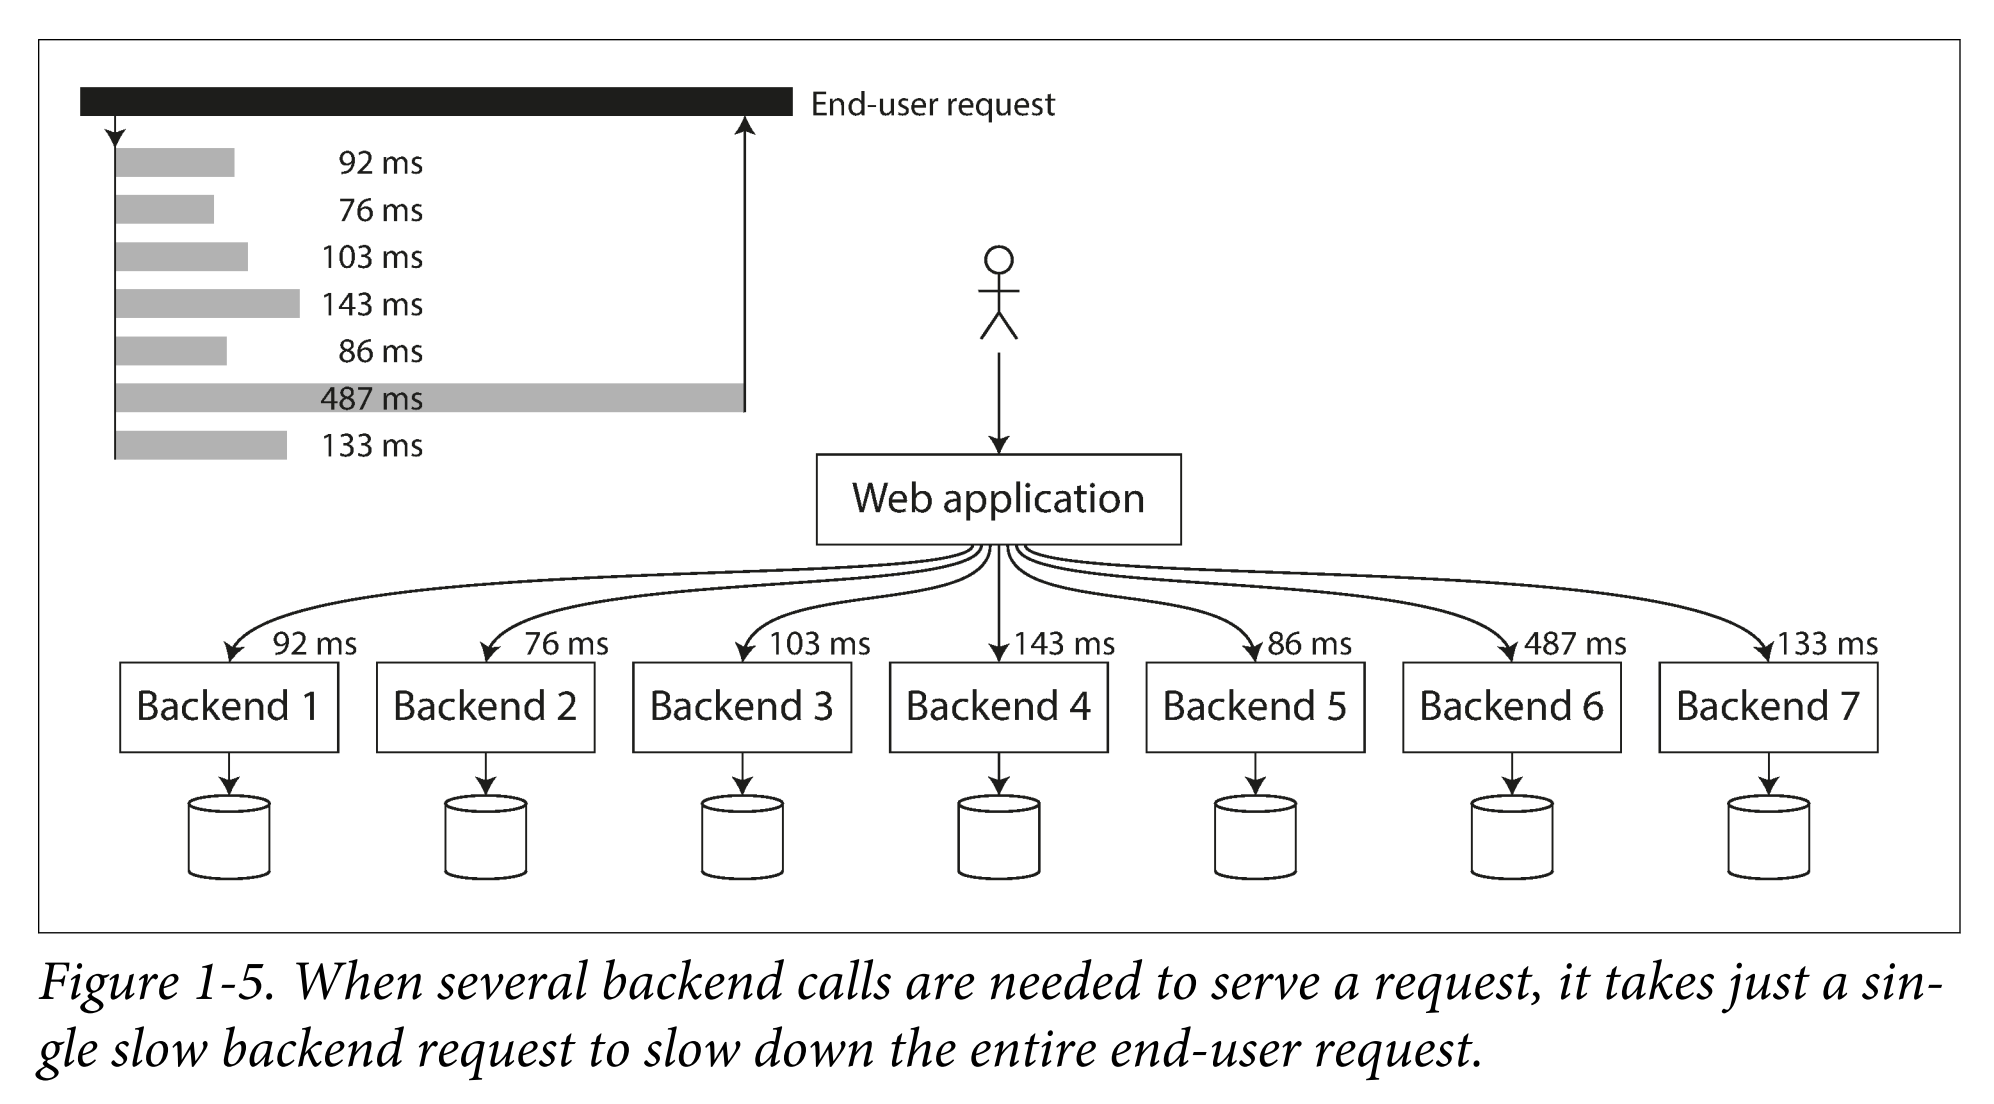 End-user request
92 ms
76 ms
103 ms
143 ms
86 ms
487 ms
133 ms
Web application
92 ms
76 ms
103 ms
143 ms
86 ms
487 ms
133 ms
Backend 1
Backend 2
Backend 3
Backend 4
Backend 5
Backend 6
Backend 7
Figure 1-5. When several backend calls are needed to serve a request, it takes just a sin-
gle slow backend request to slow down the entire end-user request.